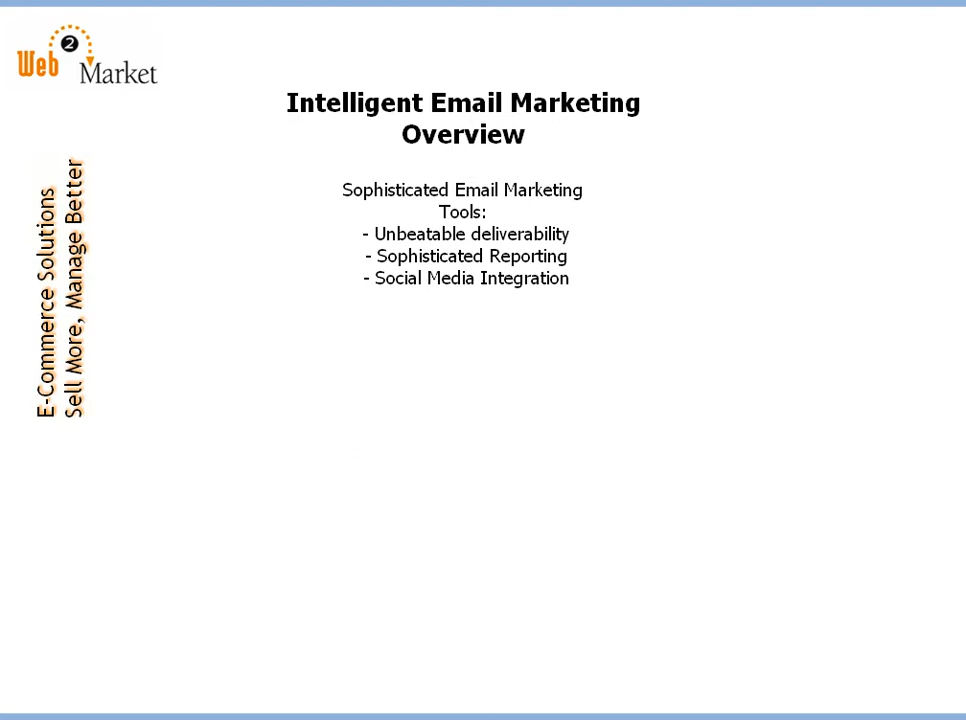 Web 2 Market
Intelligent Email Marketing
Overview
Sophisticated Email Marketing
Tools:
- Unbeatable deliverability
- Sophisticated Reporting
- Social Media Integration
E-Commerce Solutions
Sell More, Manage Better